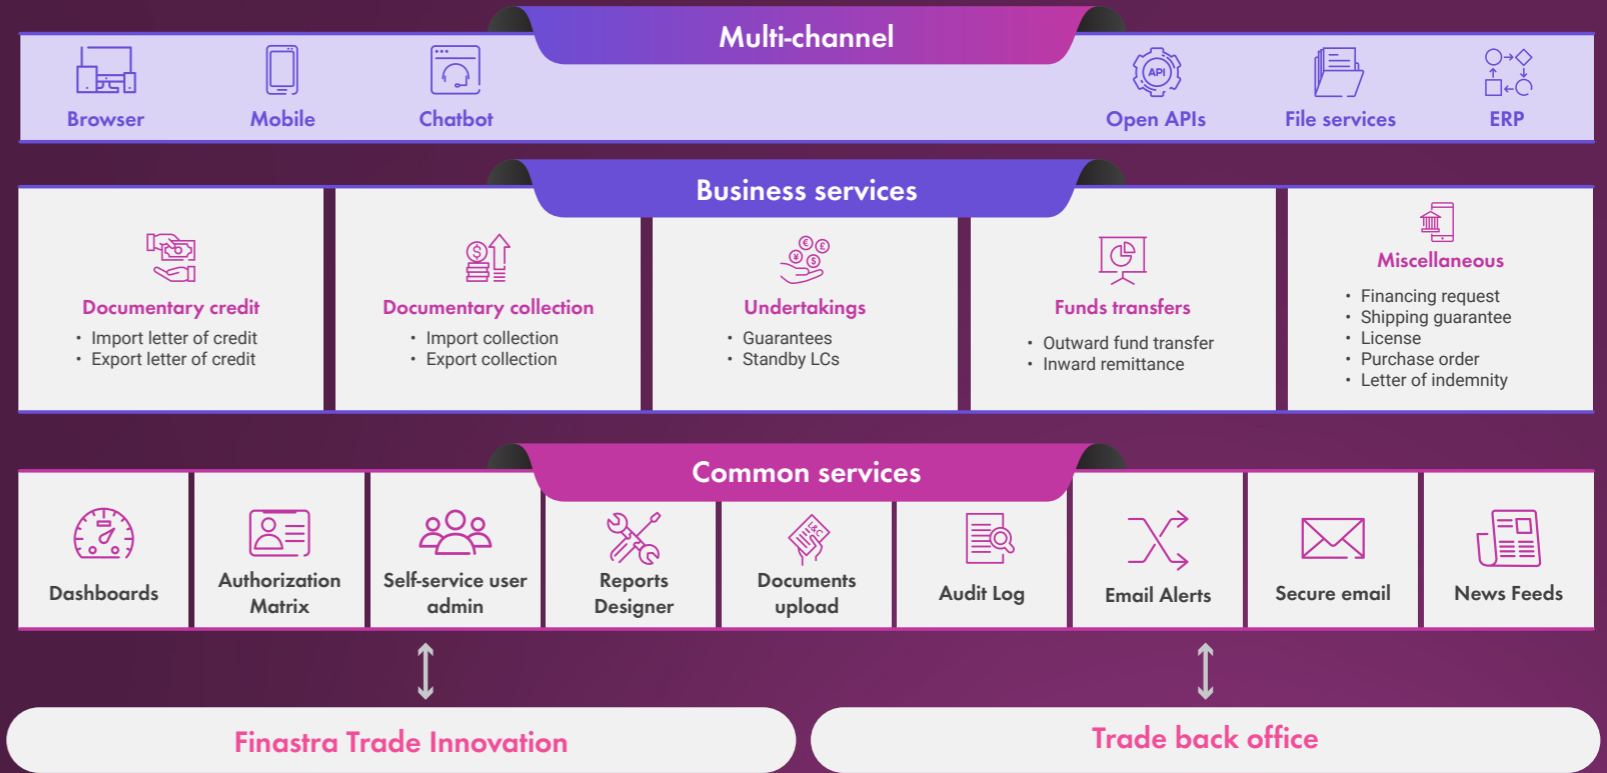 Multi-channel
Browser
Mobile
Chatbot
API
Open APIs
File services
ERP
Business services
Documentary credit
• Import letter of credit
• Export letter of credit
Documentary collection
• Import collection
• Export collection
Undertakings
• Guarantees
• Standby LCs
Funds transfers
• Outward fund transfer
• Inward remittance
Miscellaneous
• Financing request
• Shipping guarantee
• License
• Purchase order
• Letter of indemnity
Common services
Dashboards
Authorization
Matrix
Self-service user
admin
Reports
Designer
Documents
upload
Audit Log
Email Alerts
Secure email
News Feeds
Finastra Trade Innovation
Trade back office